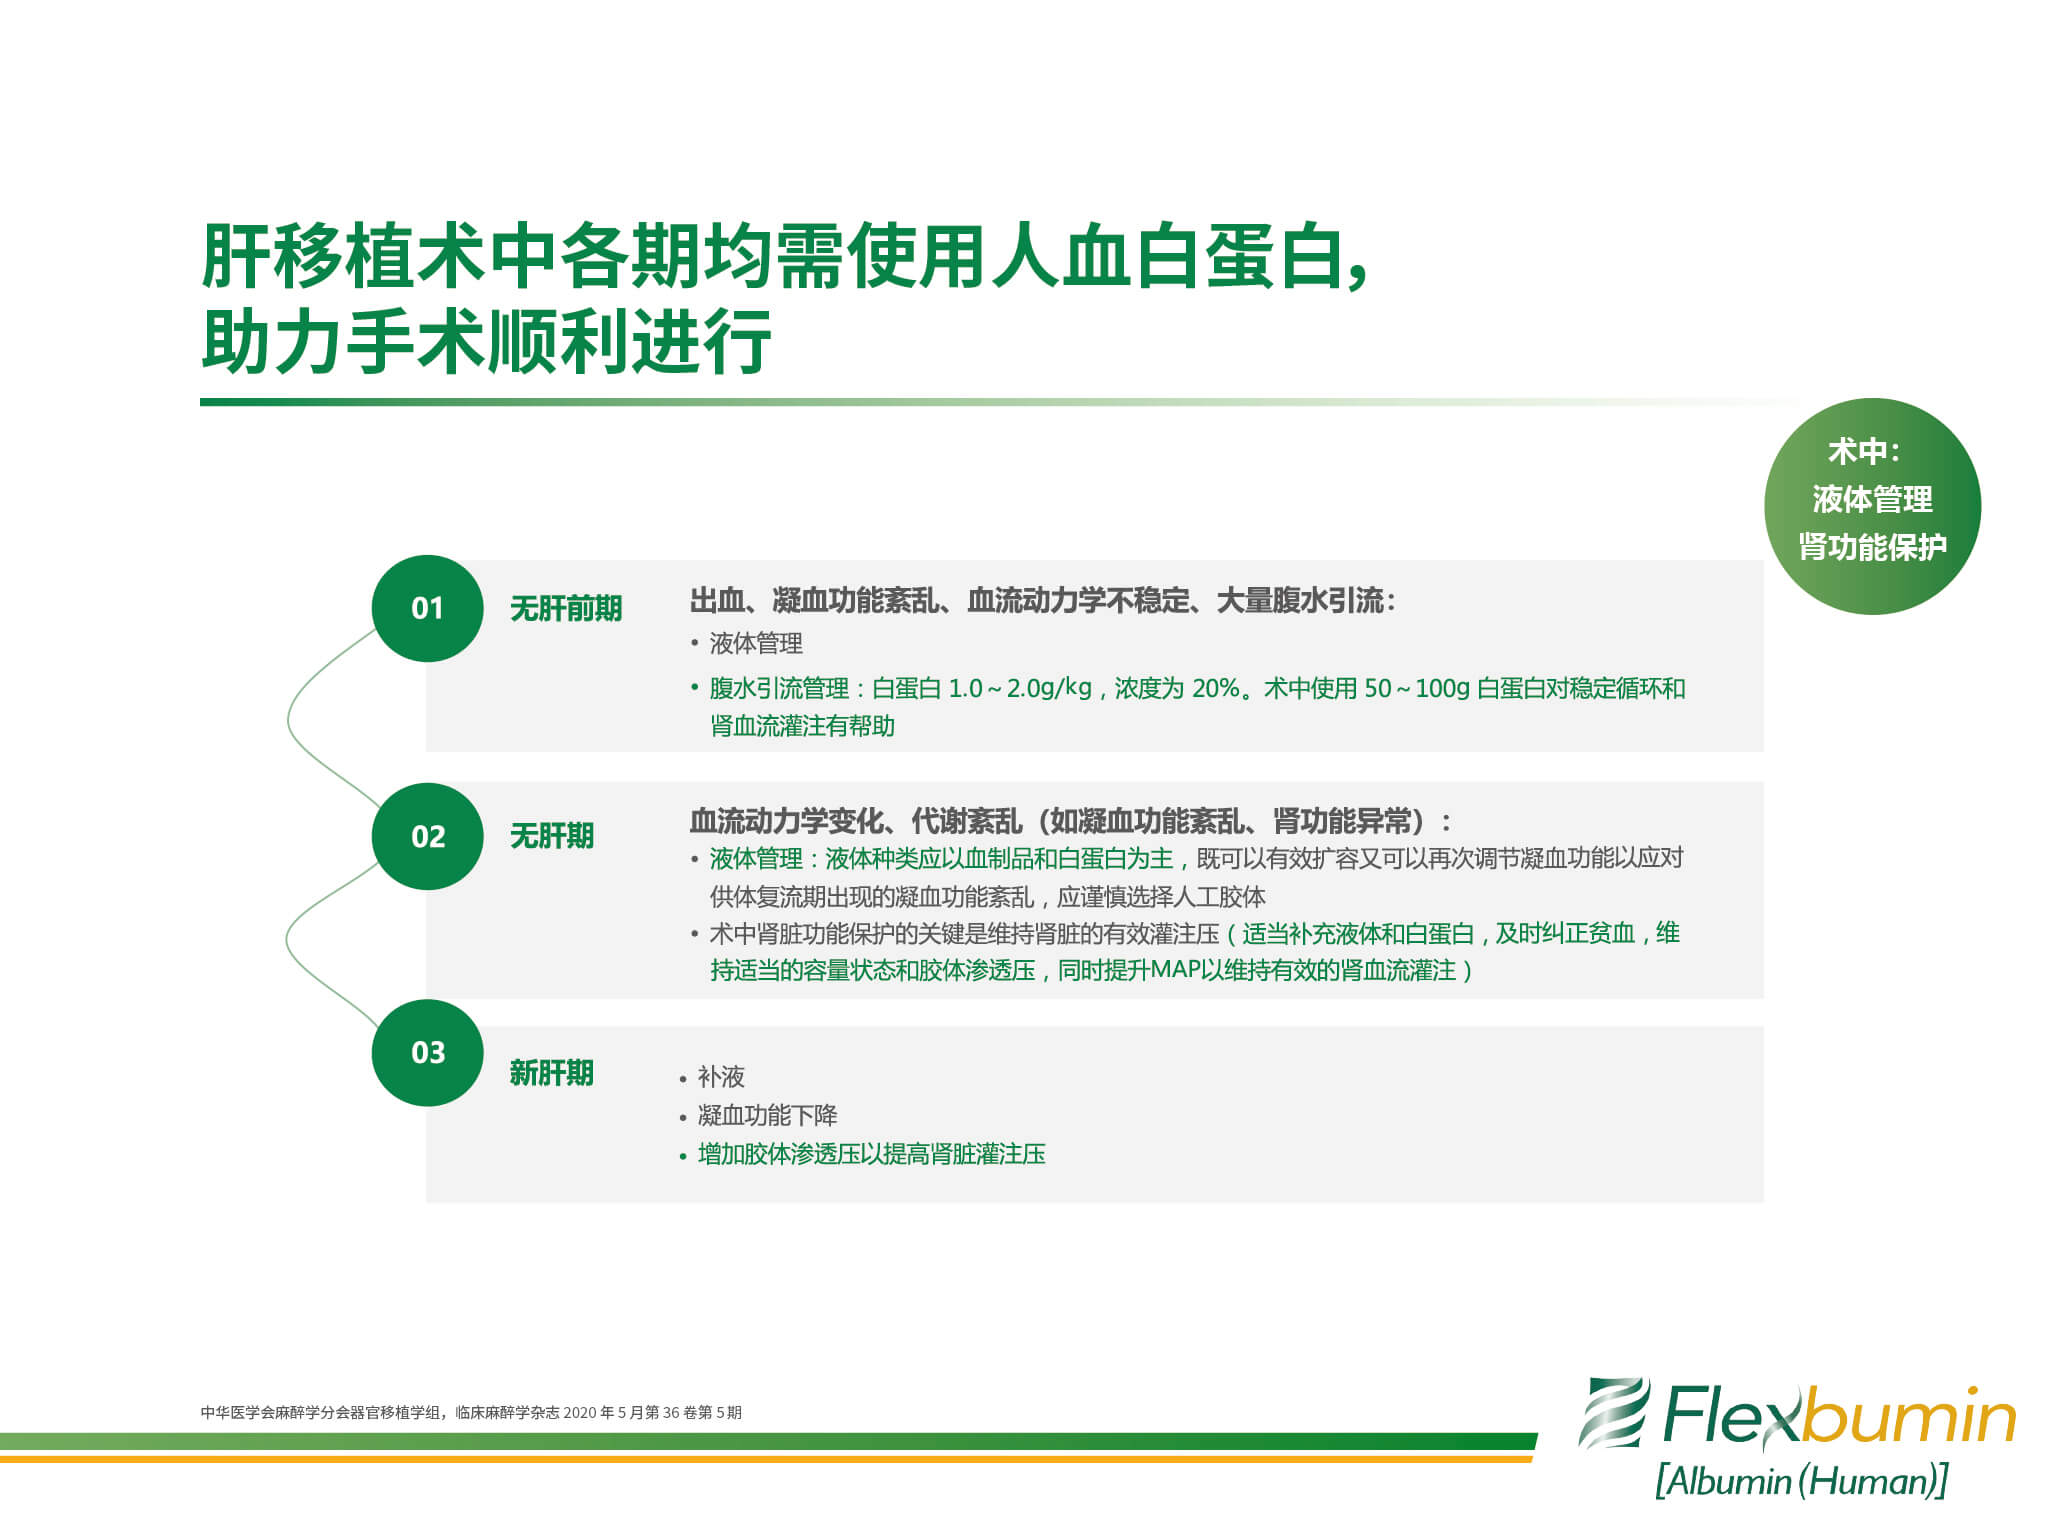 肝移植术中各期均需使用人血白蛋白，
助力手术顺利进行
术中：
液体管理
肾功能保护
01
无肝前期
出血、凝血功能紊乱、血流动力学不稳定、大量腹水引流：
• 液体管理
• 腹水引流管理：白蛋白 1.0～2.0g/kg，浓度为 20%。术中使用 50～100g 白蛋白对稳定循环和
肾血流灌注有帮助
02
无肝期
血流动力学变化、代谢紊乱（如凝血功能紊乱、肾功能异常）：
• 液体管理：液体种类应以血制品和白蛋白为主，既可以有效扩容又可以再次调节凝血功能以应对
供体复流期出现的凝血功能紊乱，应谨慎选择人工胶体
• 术中肾脏功能保护的关键是维持肾脏的有效灌注压（适当补充液体和白蛋白，及时纠正贫血，维
持适当的容量状态和胶体渗透压，同时提升MAP以维持有效的肾血流灌注）
03
新肝期
• 补液
• 凝血功能下降
• 增加胶体渗透压以提高肾脏灌注压
中华医学会麻醉学分会器官移植学组，临床麻醉学杂志 2020 年 5 月第 36 卷第 5 期
Flexbumin
[Albumin (Human)]